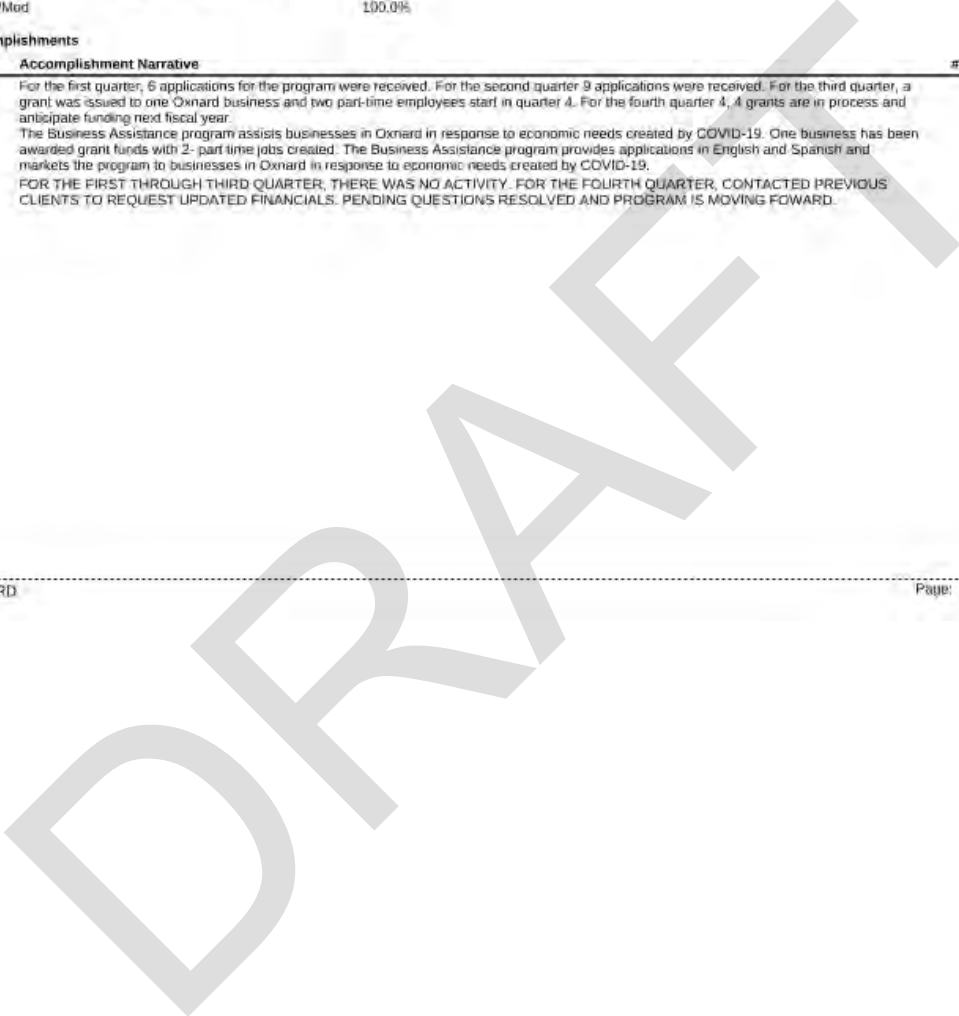 /Mod 100.0%
nplishments
Accomplishment Narrative #
For the first quarter, 6 applications for the program were received. For the second quarter 9 applications were received. For the third quarter, a
grant was issued to one Oxnard business and two part-time employees start in quarter 4. For the fourth quarter 4, 4 grants are in process and
anticipate funding next fiscal year.
The Business Assistance program assists businesses in Oxnard in response to economic needs created by COVID-19. One business has been
awarded grant funds with 2- part time jobs created. The Business Assistance program provides applications in English and Spanish and
markets the program to businesses in Oxnard in response to economic needs created by COVID-19.
FOR THE FIRST THROUGH THIRD QUARTER, THERE WAS NO ACTIVITY. FOR THE FOURTH QUARTER, CONTACTED PREVIOUS
CLIENTS TO REQUEST UPDATED FINANCIALS. PENDING QUESTIONS RESOLVED AND PROGRAM IS MOVING FOWARD.
RD Page:
DRAFT